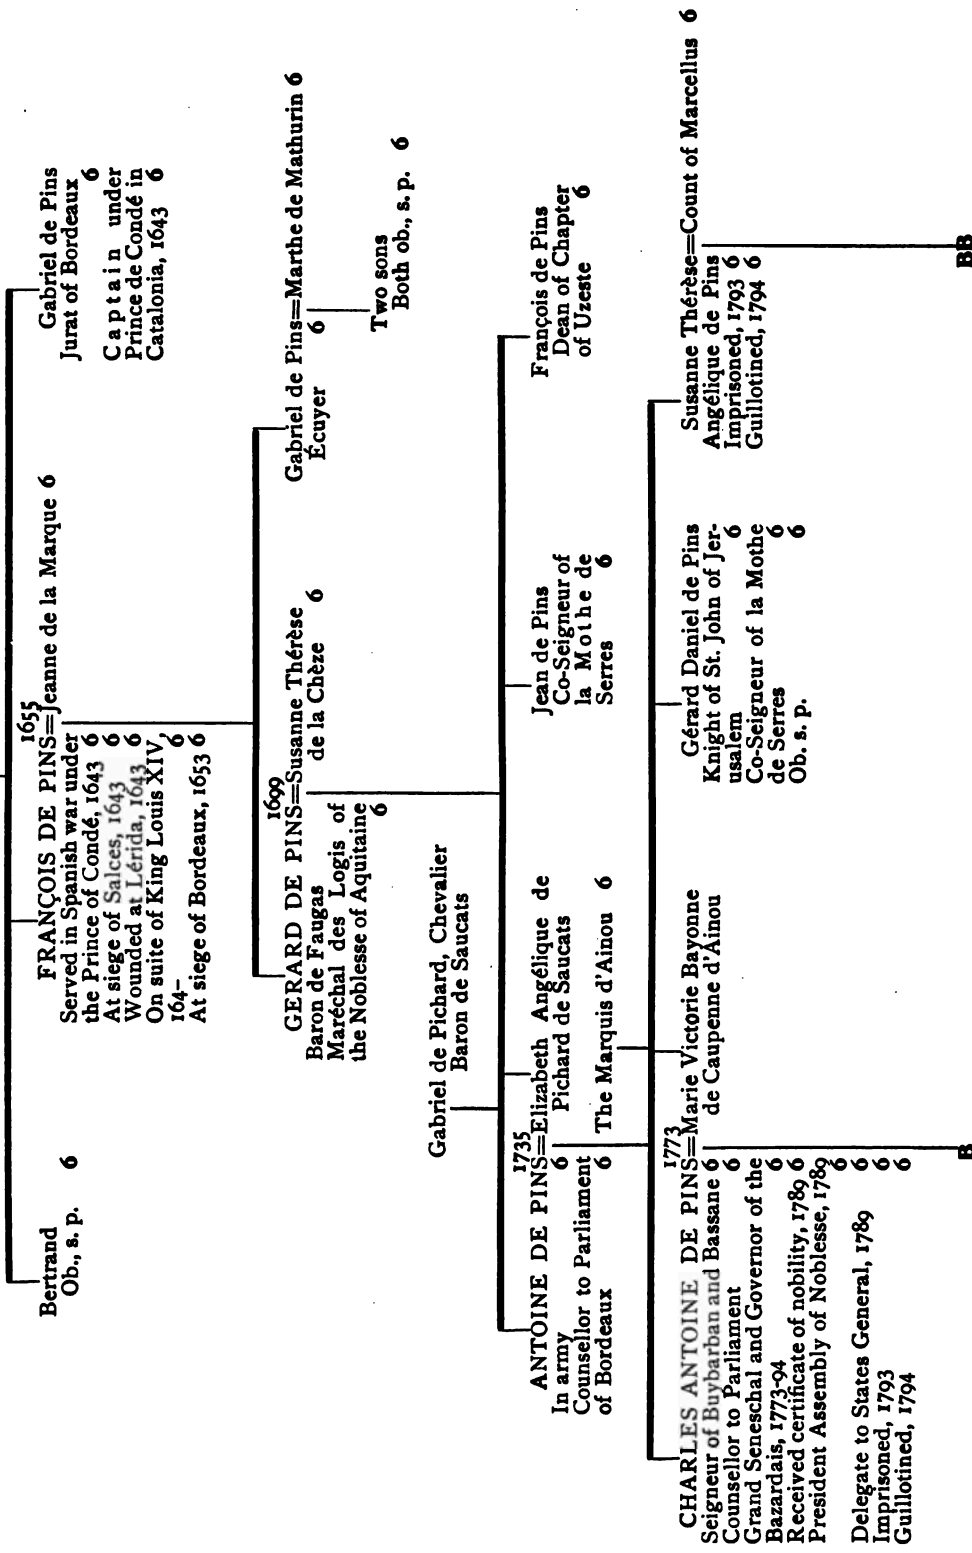 Bertrand
Ob., s. p. 6
1655
FRANÇOIS DE PINS=Jeanne de la Marque 6
Served in Spanish war under
the Prince of Condé, 1643 6
At siege of Salces, 1643 6
Wounded at Lérida, 1643 6
On suite of King Louis XIV,
164- 6
At siege of Bordeaux, 1653 6
Gabriel de Pins
Jurat of Bordeaux
6
Captain under
Prince de Condé in
Catalonia, 1643 6
1699
GERARD DE PINS=Susanne Thérèse
de la Chèze 6
Baron de Faugas
Maréchal des Logis of
the Noblesse of Aquitaine
6
Gabriel de Pins=Marthe de Mathurin 6
Écuyer 6
Two sons
Both ob., s. p. 6
Gabriel de Pichard, Chevalier
Baron de Saucats
1735
ANTOINE DE PINS=Elizabeth Angélique de
Pichard de Saucats
In army 6
Counsellor to Parliament
of Bordeaux 6
Jean de Pins
Co-Seigneur of
la Mothe de
Serres 6
François de Pins
Dean of Chapter
of Uzeste 6
The Marquis d'Ainou 6
1773
CHARLES ANTOINE DE PINS=Marie Victorie Bayonne
de Caupenne d'Ainou
Seigneur of Buybarban and Bassane 6
Counsellor to Parliament 6
Grand Seneschal and Governor of the
Bazardais, 1773-94 6
Received certificate of nobility, 1789 6
President Assembly of Noblesse, 1789
6
Delegate to States General, 1789 6
Imprisoned, 1793 6
Guillotined, 1794 6
Gérard Daniel de Pins
Knight of St. John of Jer-
usalem 6
Co-Seigneur of la Mothe
de Serres 6
Ob. s. p. 6
Susanne Thérèse=Count of Marcellus 6
Angélique de Pins
Imprisoned, 1793 6
Guillotined, 1794 6
B
BB